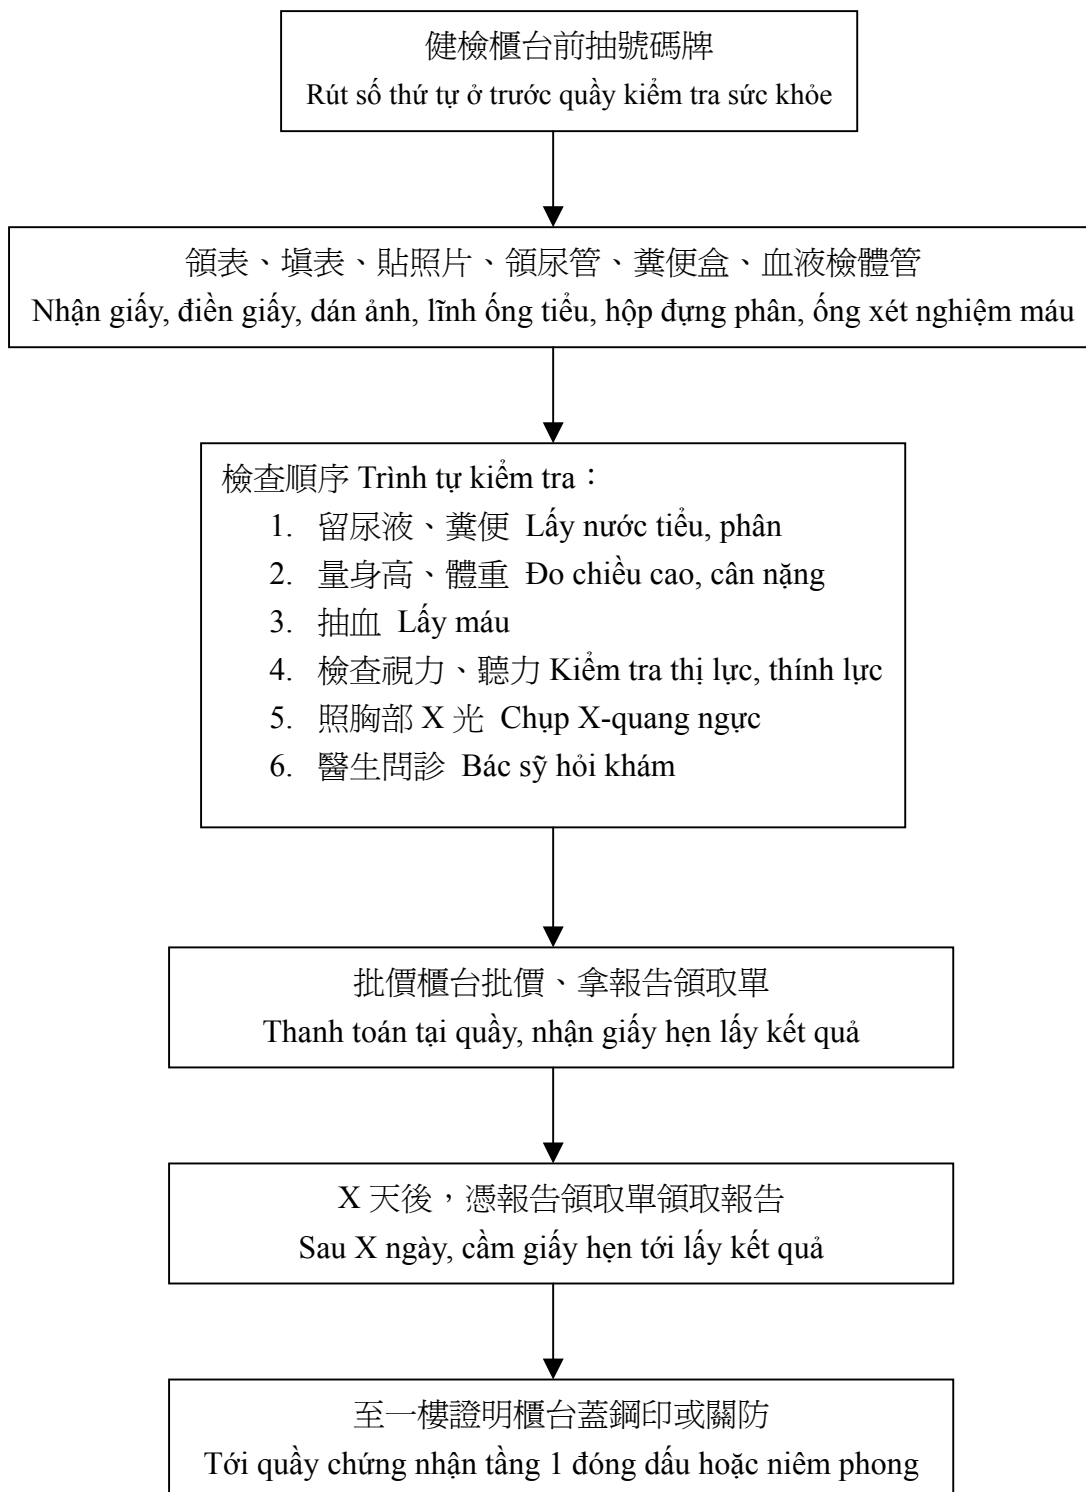 健檢櫃台前抽號碼牌
Rút số thứ tự ở trước quầy kiểm tra sức khỏe
領表、填表、貼照片、領尿管、糞便盒、血液檢體管
Nhận giấy, điền giấy, dán ảnh, lĩnh ống tiểu, hộp đựng phân, ống xét nghiệm máu
檢查順序 Trình tự kiểm tra：
1. 留尿液、糞便 Lấy nước tiểu, phân
2. 量身高、體重 Đo chiều cao, cân nặng
3. 抽血 Lấy máu
4. 檢查視力、聽力 Kiểm tra thị lực, thính lực
5. 照胸部 X 光 Chụp X-quang ngực
6. 醫生問診 Bác sỹ hỏi khám
批價櫃台批價、拿報告領取單
Thanh toán tại quầy, nhận giấy hẹn lấy kết quả
X 天後，憑報告領取單領取報告
Sau X ngày, cầm giấy hẹn tới lấy kết quả
至一樓證明櫃台蓋鋼印或關防
Tới quầy chứng nhận tầng 1 đóng dấu hoặc niêm phong